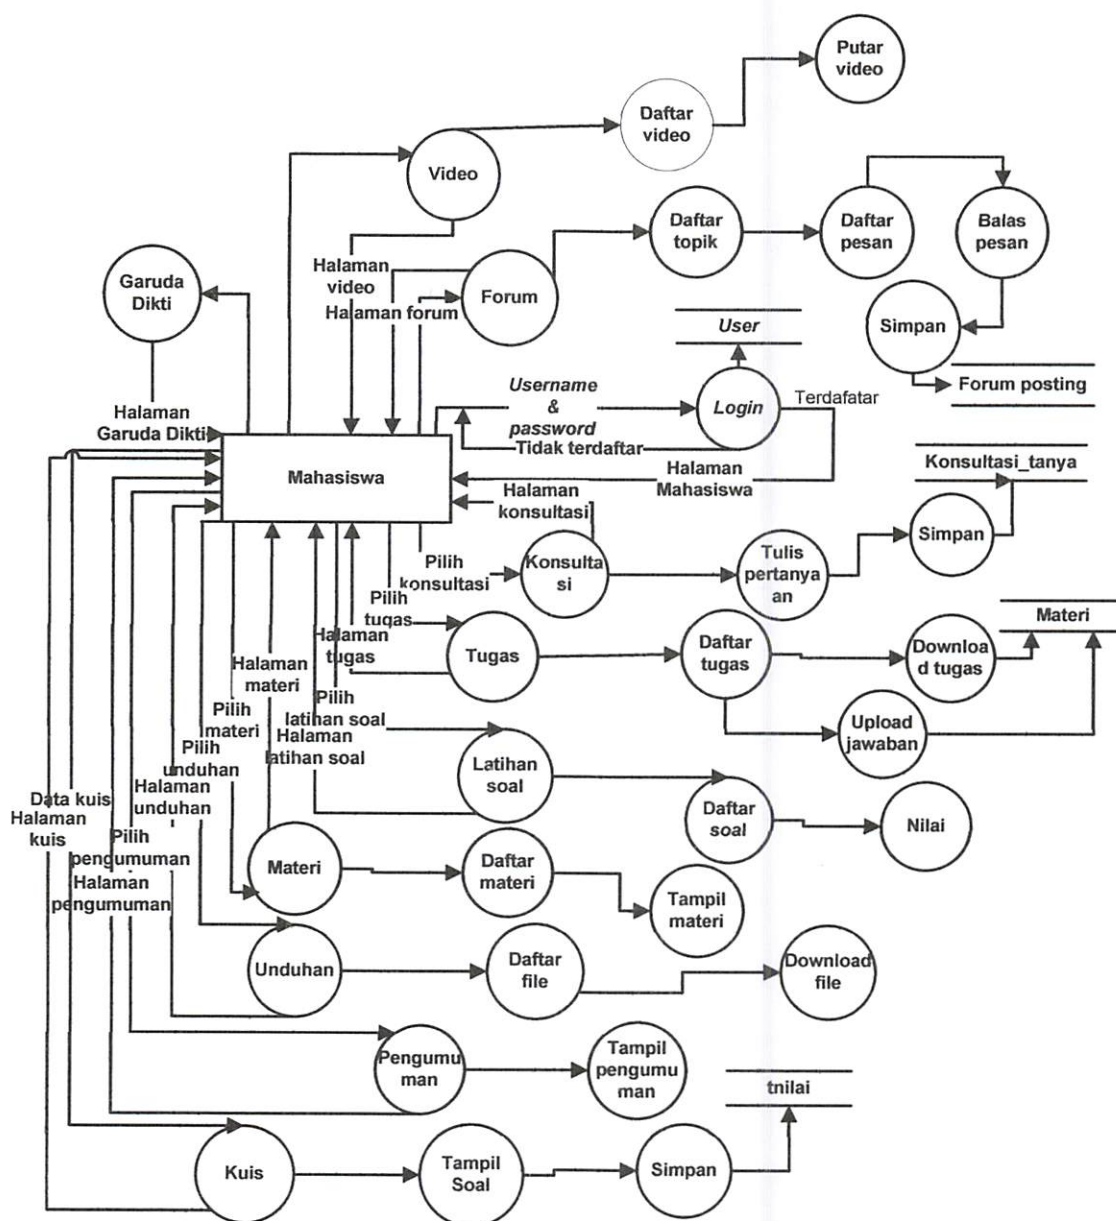 Putar
video
Daftar
video
Video
Daftar
topik
Daftar
pesan
Balas
pesan
Halaman
video
Garuda
Dikti
Forum
Halaman forum
User
Simpan
Username
&
password
Login
Terdafatar
Forum posting
Halaman
Garuda Dikti
Tidak terdaftar
Mahasiswa
Halaman
Mahasiswa
Konsultasi_tanya
Halaman
konsultasi
Simpan
Pilih
konsultasi
Konsulta
si
Tulis
pertanya
an
Pilih
tugas
Halaman
tugas
Tugas
Daftar
tugas
Downloa
d tugas
Materi
Halaman
materi
Pilih
materi
Pilih
latihan soal
Halaman
latihan soal
Upload
jawaban
Pilih
unduhan
Halaman
unduhan
Latihan
soal
Daftar
soal
Nilai
Data kuis
Halaman
kuis
Pilih
pengumuman
Halaman
pengumuman
Materi
Daftar
materi
Tampil
materi
Unduhan
Daftar
file
Download
file
Pengumu
man
Tampil
pengumu
man
tnilai
Kuis
Tampil
Soal
Simpan